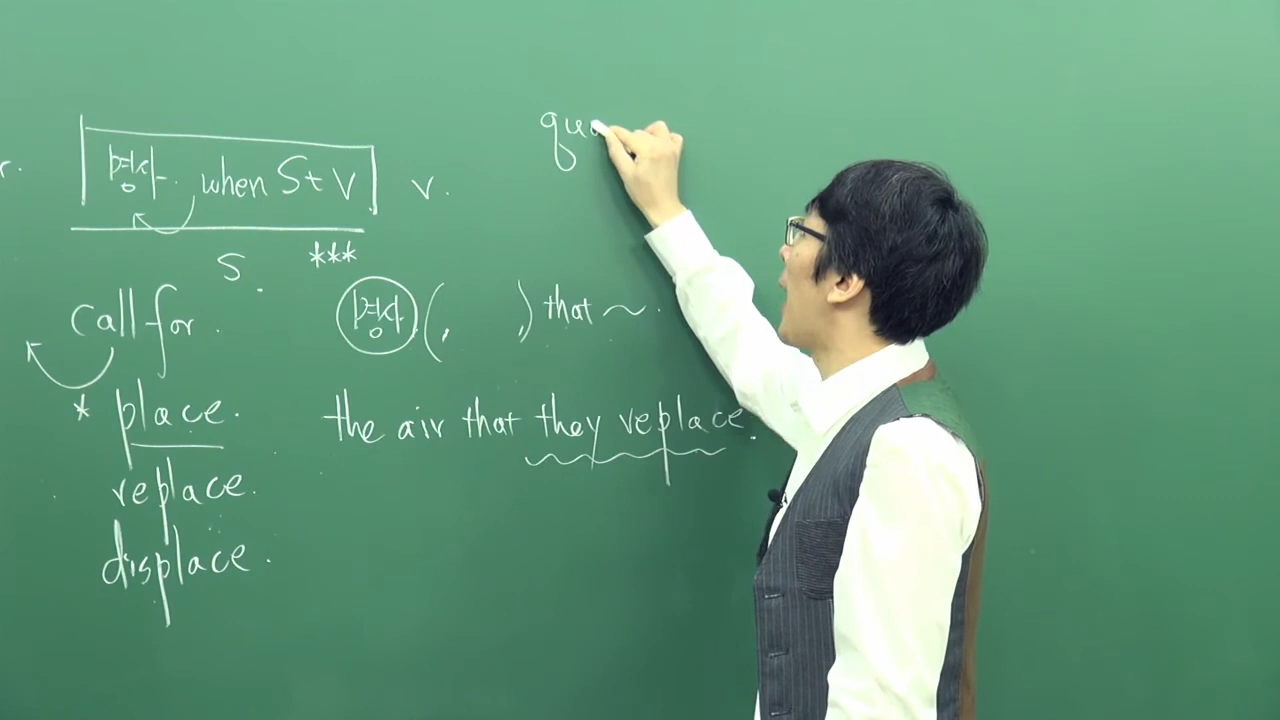 r. 명사. when S+V v.
S. ***
call for. 명사. ( , , ) that ~.
* place. the air that they replace.
replace.
displace.
qu